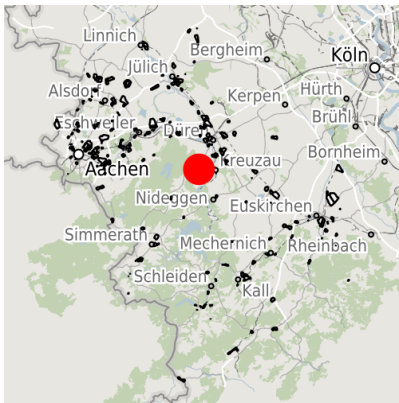 Linnich
Bergheim
Köln
Jülich
Alsdorf
Kerpen
Hürth
Brühl
Eschweiler
Düren
Kreuzau
Bornheim
Aachen
Nideggen
Euskirchen
Simmerath
Mechernich
Rheinbach
Schleiden
Kall